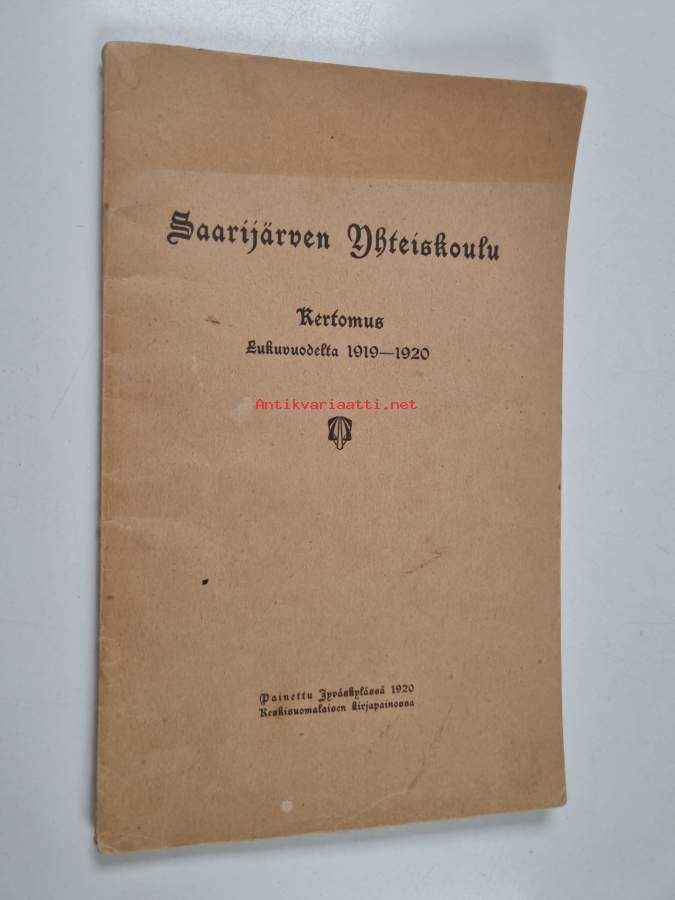 Saarijärven Yhteiskoulu
Kertomus
Lukuvuodelta 1919—1920
Antikvariaatti.net
Painettu Jyväskylässä 1920
Keskisuomalaisen kirjapainossa